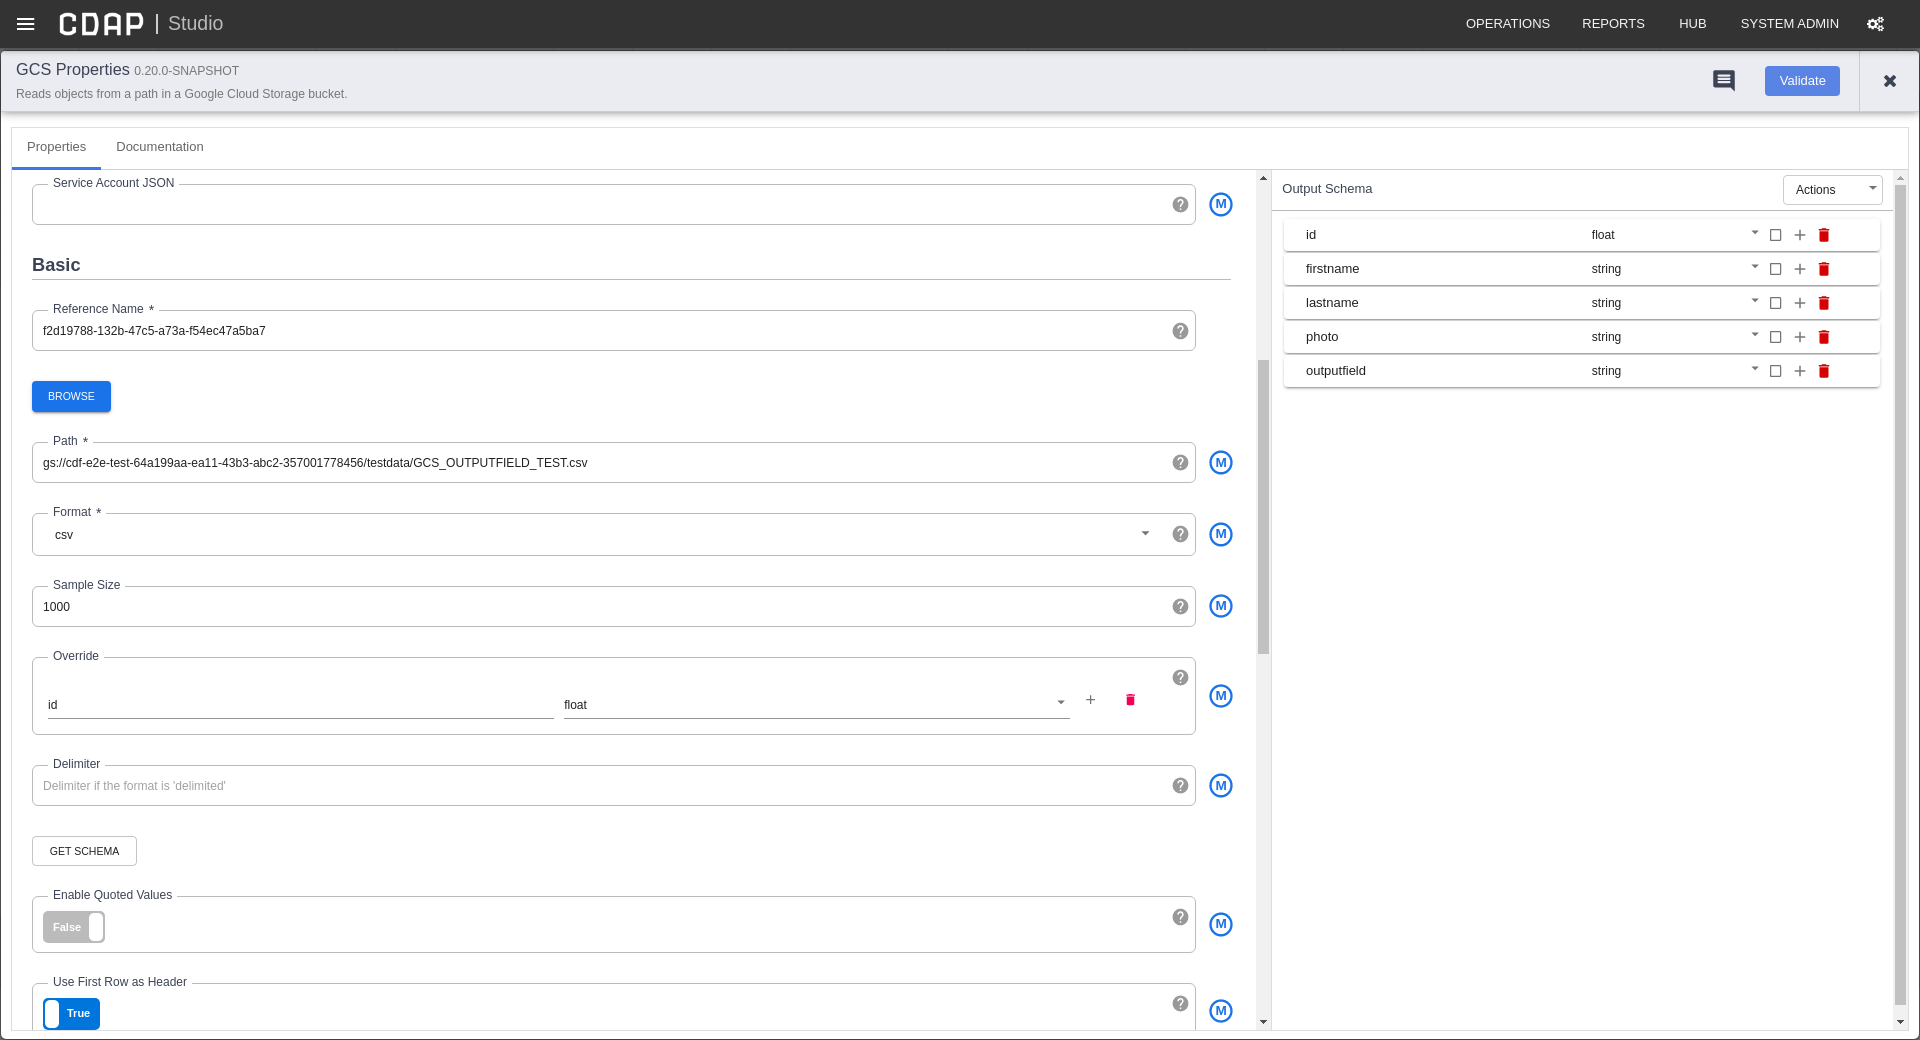 CDAP | Studio
OPERATIONS REPORTS HUB SYSTEM ADMIN
GCS Properties 0.20.0-SNAPSHOT
Reads objects from a path in a Google Cloud Storage bucket.
Validate
Properties Documentation
Service Account JSON
M
Basic
Reference Name *
f2d19788-132b-47c5-a73a-f54ec47a5ba7
BROWSE
Path *
gs://cdf-e2e-test-64a199aa-ea11-43b3-abc2-357001778456/testdata/GCS_OUTPUTFIELD_TEST.csv
M
Format *
csv
M
Sample Size
1000
M
Override
id float
M
Delimiter
Delimiter if the format is 'delimited'
M
GET SCHEMA
Enable Quoted Values
False
M
Use First Row as Header
True
M
Output Schema
Actions
id float
firstname string
lastname string
photo string
outputfield string